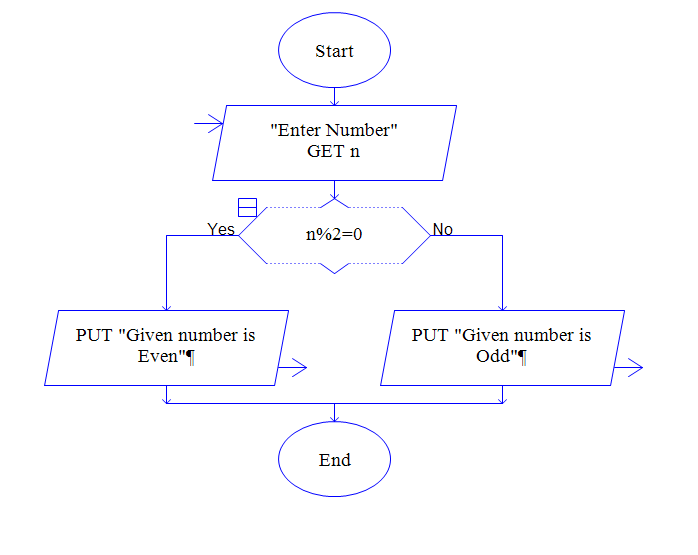 Start
"Enter Number"
GET n
Yes
n%2=0
No
PUT "Given number is
Even"¶
PUT "Given number is
Odd"¶
End